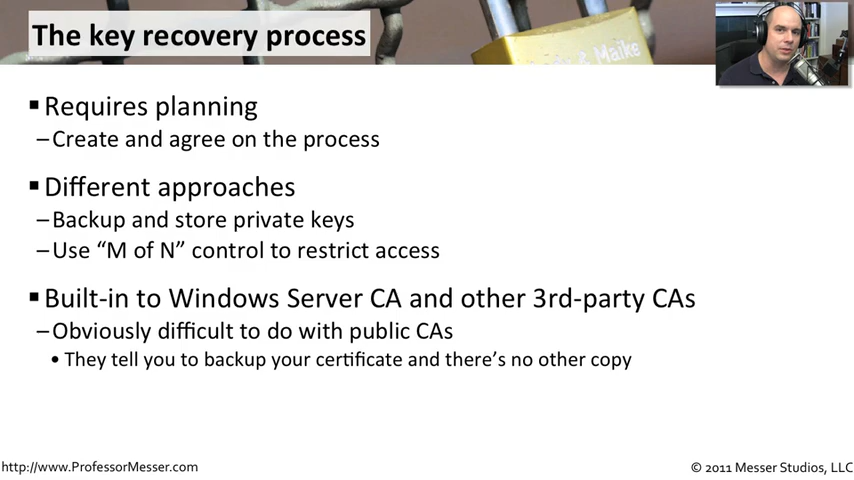 The key recovery process
& Maike
▪ Requires planning
– Create and agree on the process
▪ Different approaches
– Backup and store private keys
– Use “M of N” control to restrict access
▪ Built-in to Windows Server CA and other 3rd-party CAs
– Obviously difficult to do with public CAs
• They tell you to backup your certificate and there’s no other copy
http://www.ProfessorMesser.com
© 2011 Messer Studios, LLC